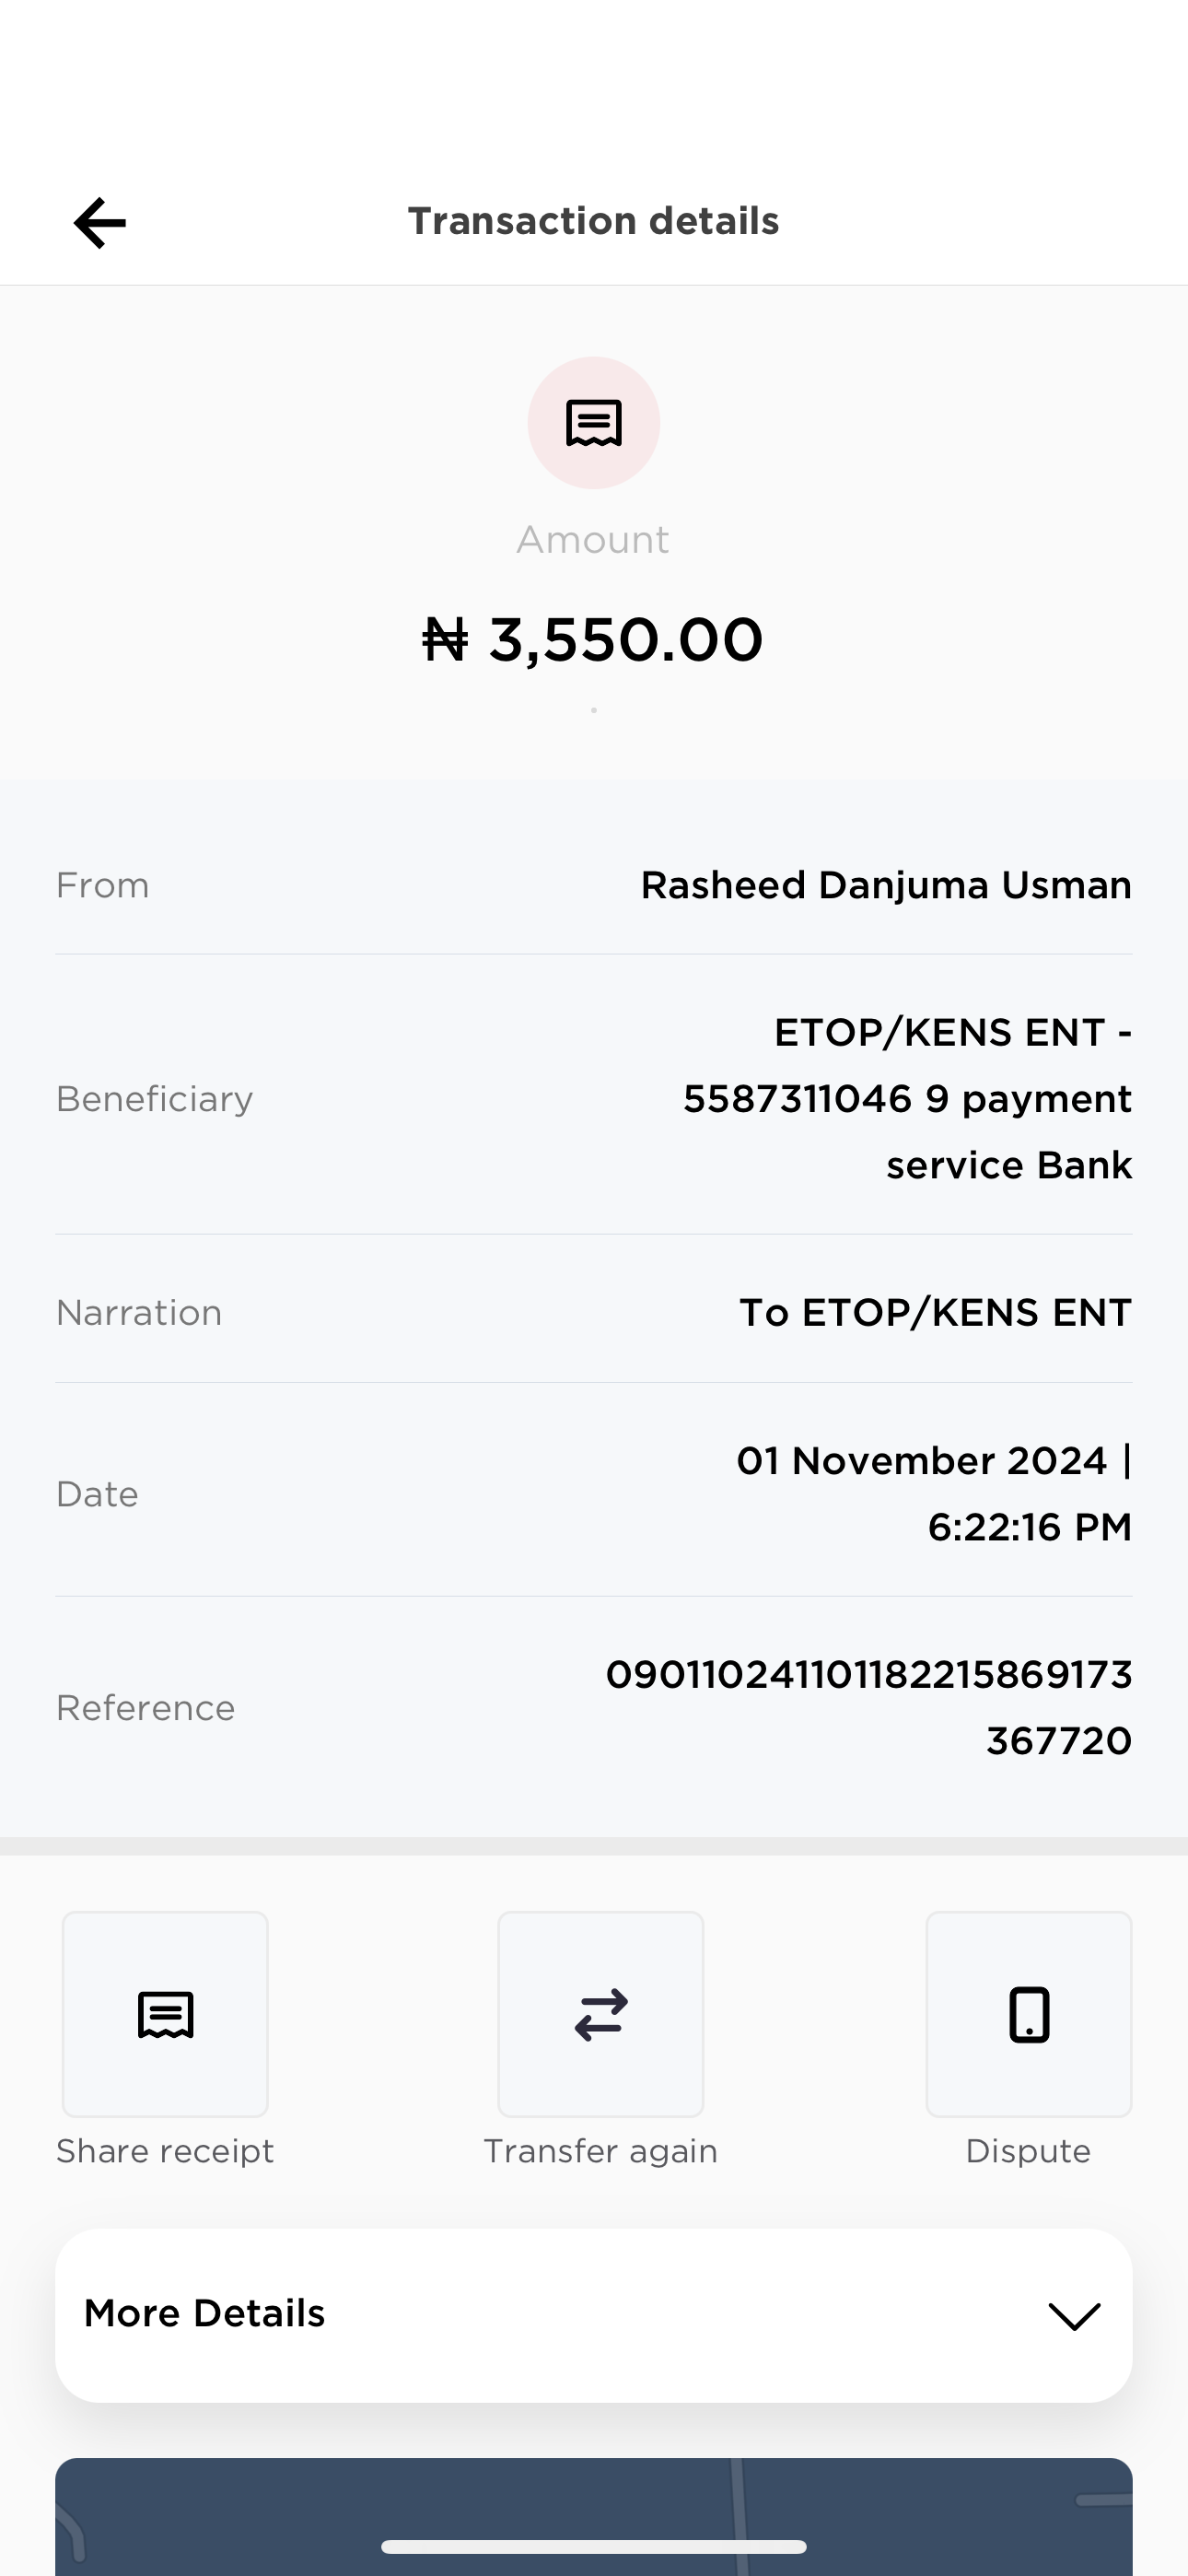 Transaction details
Amount
₦ 3,550.00
From
Rasheed Danjuma Usman
Beneficiary
ETOP/KENS ENT -
5587311046 9 payment
service Bank
Narration
To ETOP/KENS ENT
Date
01 November 2024 |
6:22:16 PM
Reference
090110241101182215869173
367720
Share receipt
Transfer again
Dispute
More Details